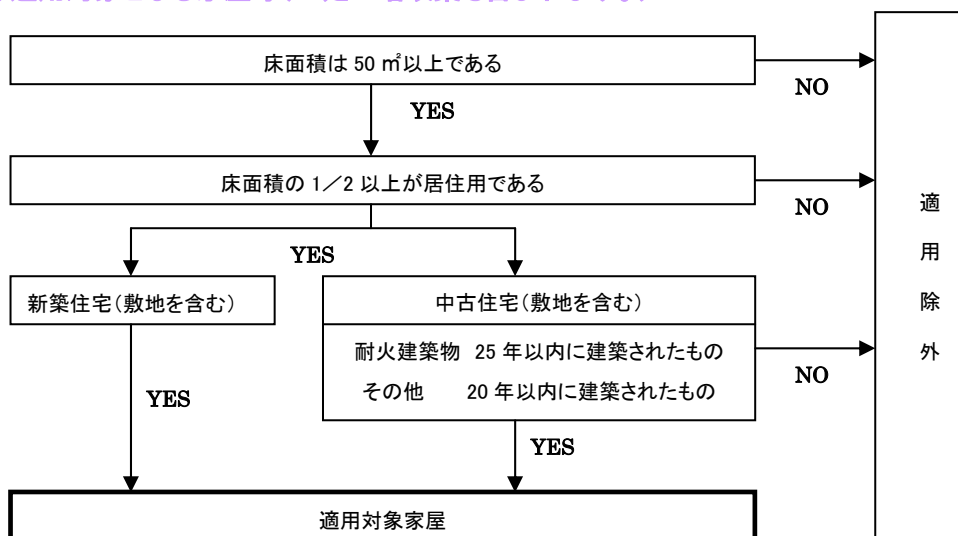 床面積は 50 ㎡以上である
NO
YES
床面積の 1／2 以上が居住用である
NO
YES
新築住宅（敷地を含む）
中古住宅（敷地を含む）
耐火建築物 25 年以内に建築されたもの
その他 20 年以内に建築されたもの
NO
YES
YES
適用対象家屋
適用除外